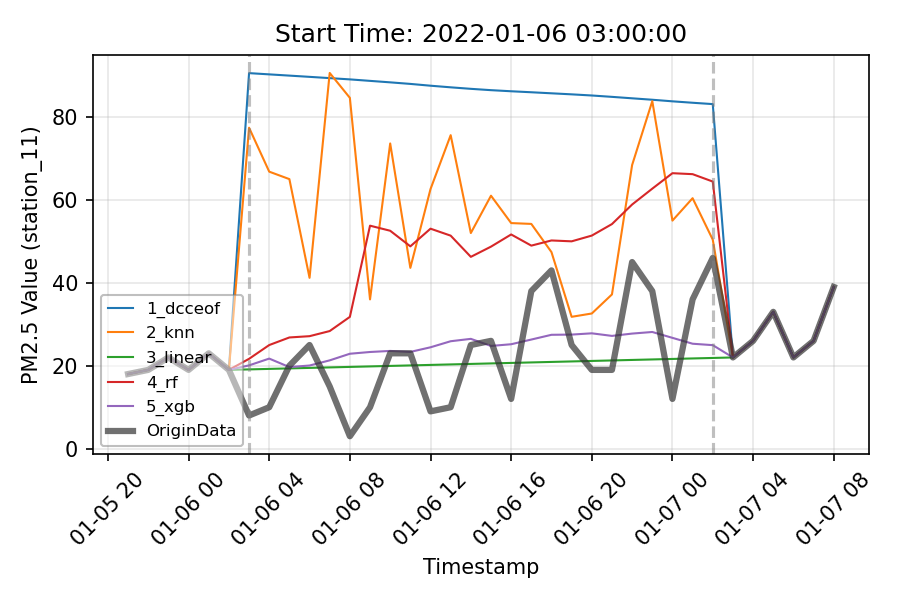 Start Time: 2022-01-06 03:00:00
PM2.5 Value (station_11)
80
60
40
20
0
1_dcceof
2_knn
3_linear
4_rf
5_xgb
OriginData
01-05 20
01-06 00
01-06 04
01-06 08
01-06 12
01-06 16
01-06 20
01-07 00
01-07 04
01-07 08
Timestamp